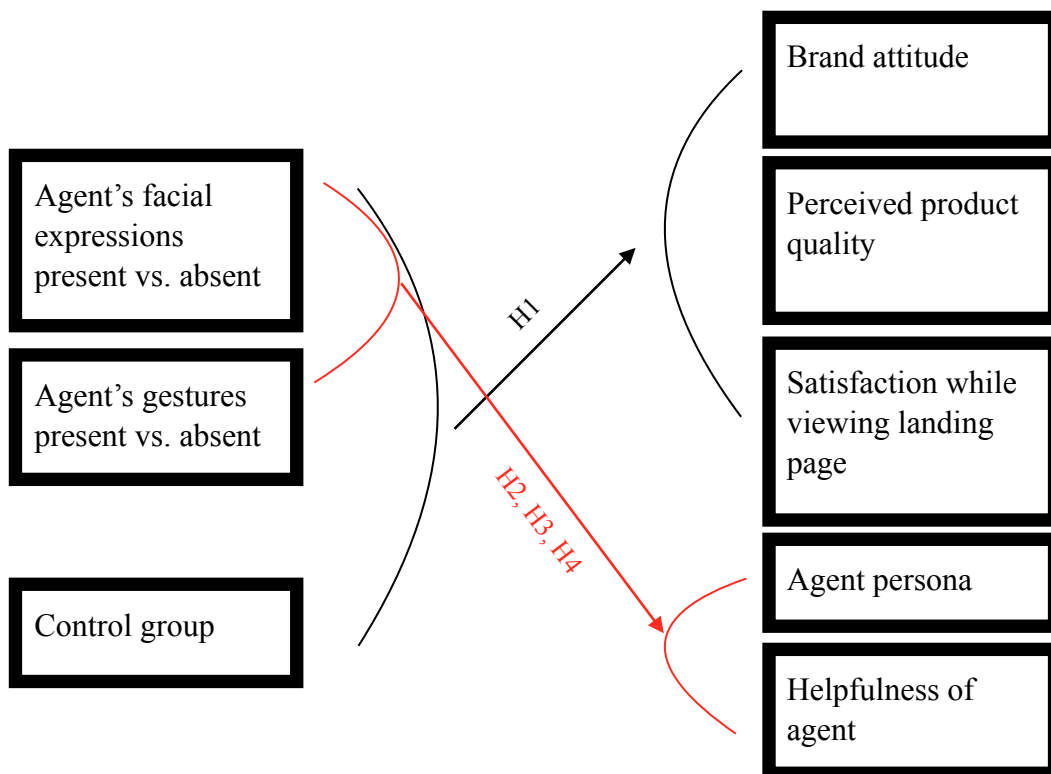 Agent’s facial
expressions
present vs. absent
Agent’s gestures
present vs. absent
Control group
H1
H2, H3, H4
Brand attitude
Perceived product
quality
Satisfaction while
viewing landing
page
Agent persona
Helpfulness of
agent